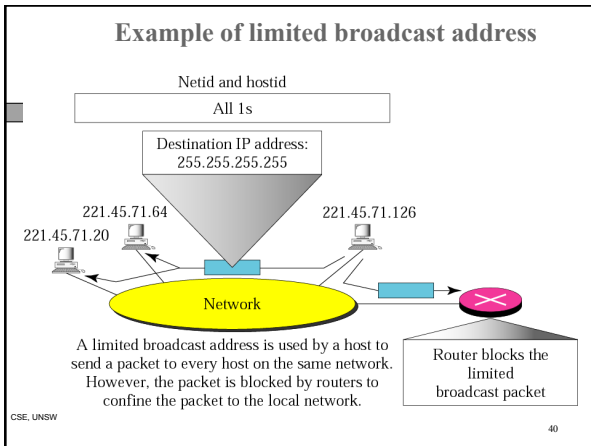 Example of limited broadcast address
Netid and hostid
All 1s
Destination IP address:
255.255.255.255
221.45.71.64
221.45.71.126
221.45.71.20
Network
A limited broadcast address is used by a host to
send a packet to every host on the same network.
However, the packet is blocked by routers to
confine the packet to the local network.
Router blocks the
limited
broadcast packet
CSE, UNSW
40